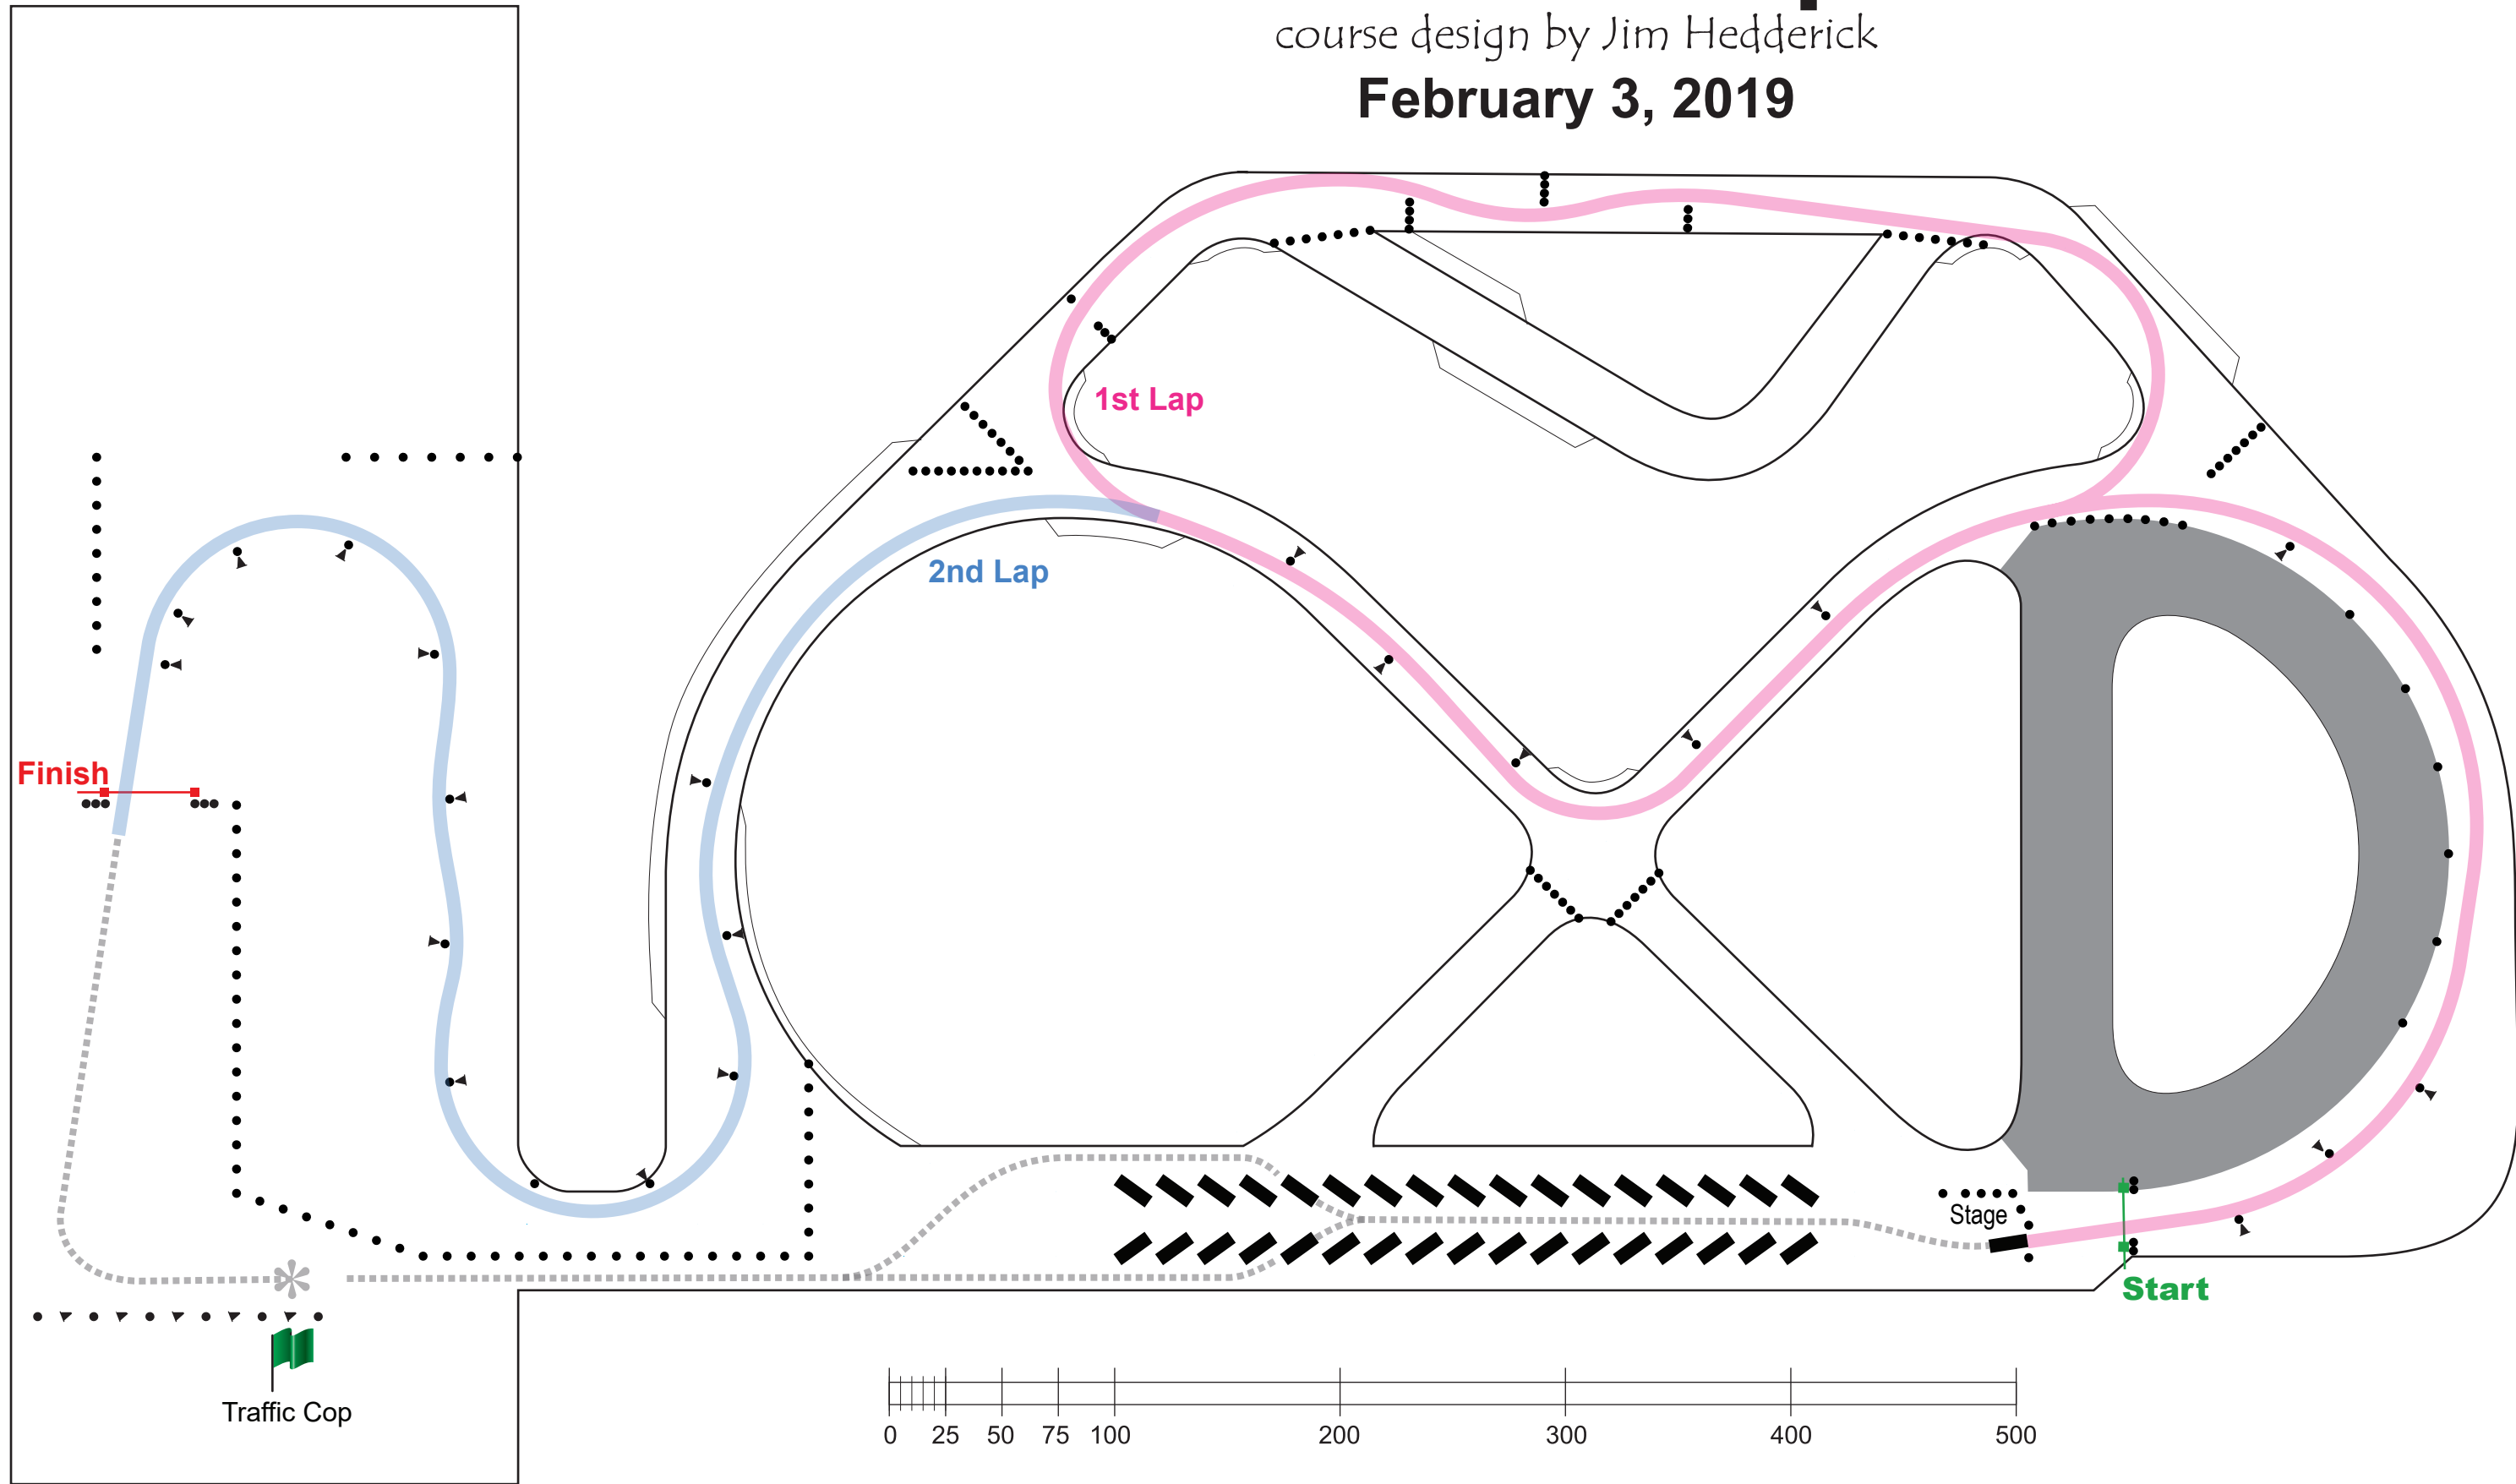 course design by Jim Hedderick
February 3, 2019
1st Lap
2nd Lap
Finish
Stage
Start
Traffic Cop
0 25 50 75 100 200 300 400 500